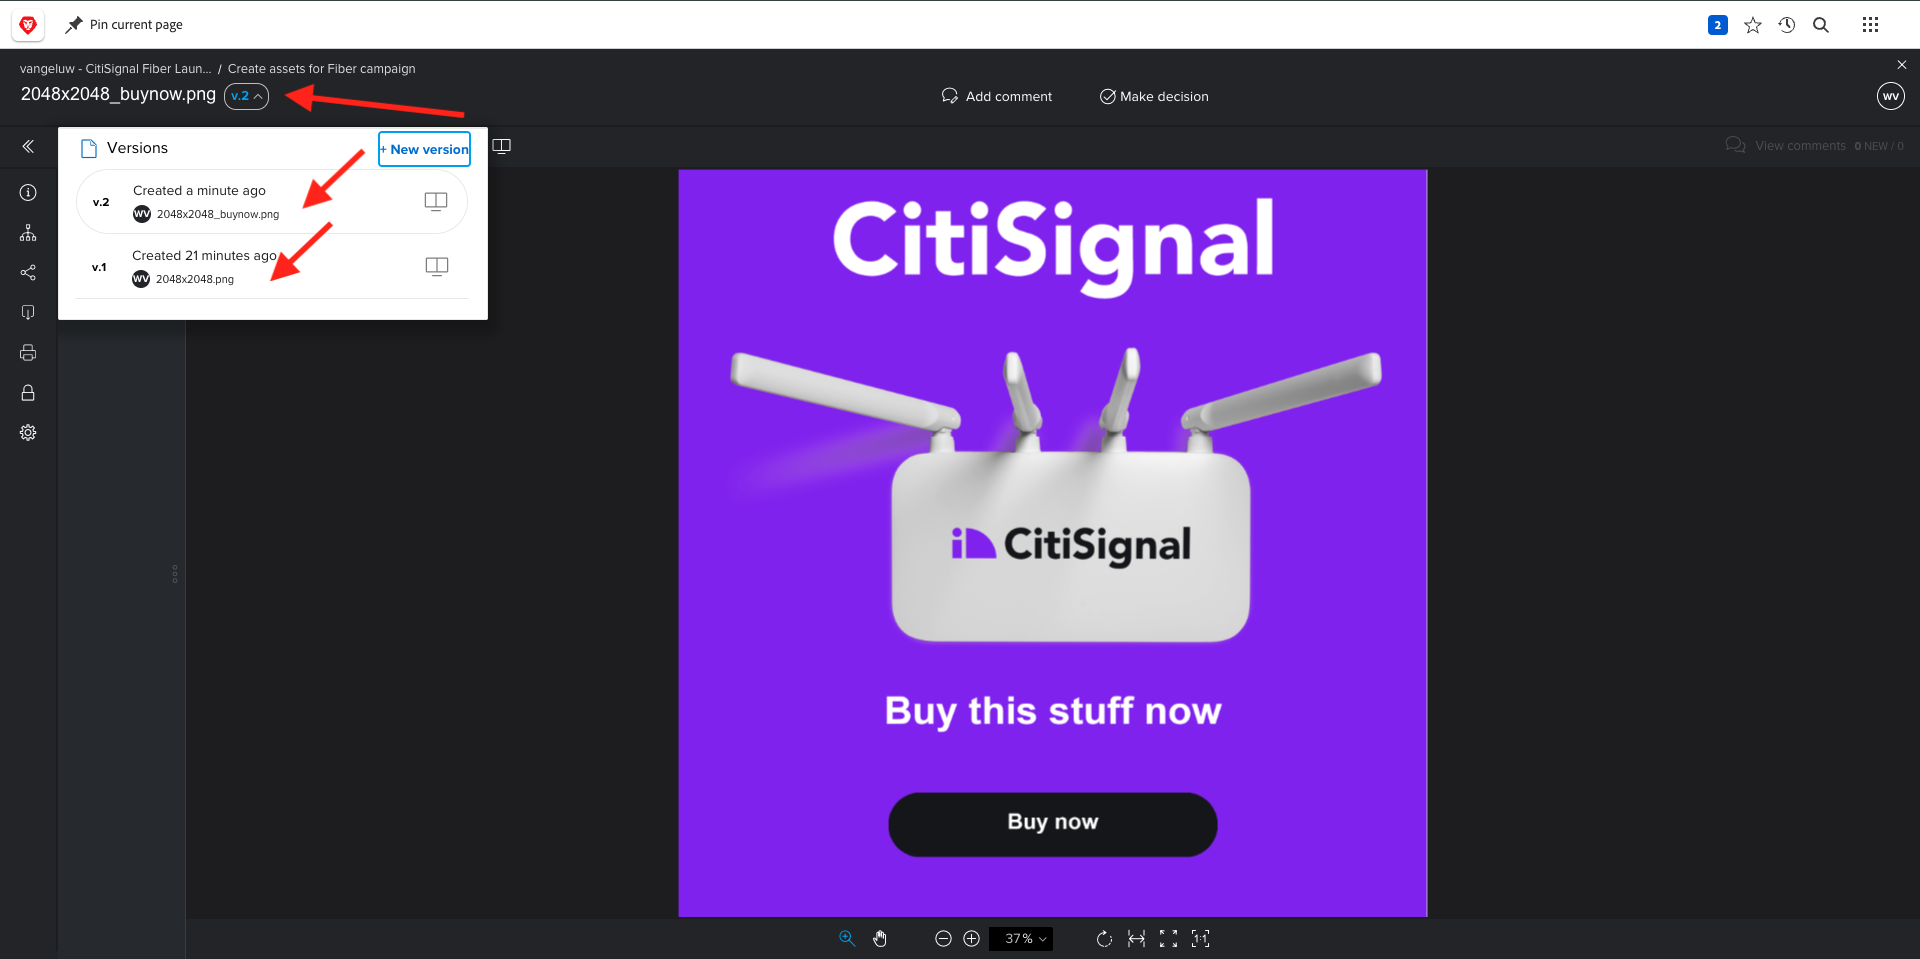 Pin current page
2
vangeluw - CitiSignal Fiber Laun... / Create assets for Fiber campaign
2048x2048_buynow.png v.2
Add comment
Make decision
WV
Versions
+ New version
View comments 0 NEW / 0
v.2
Created a minute ago
WV 2048x2048_buynow.png
v.1
Created 21 minutes ago
WV 2048x2048.png
CitiSignal
CitiSignal
Buy this stuff now
Buy now
37%
1:1